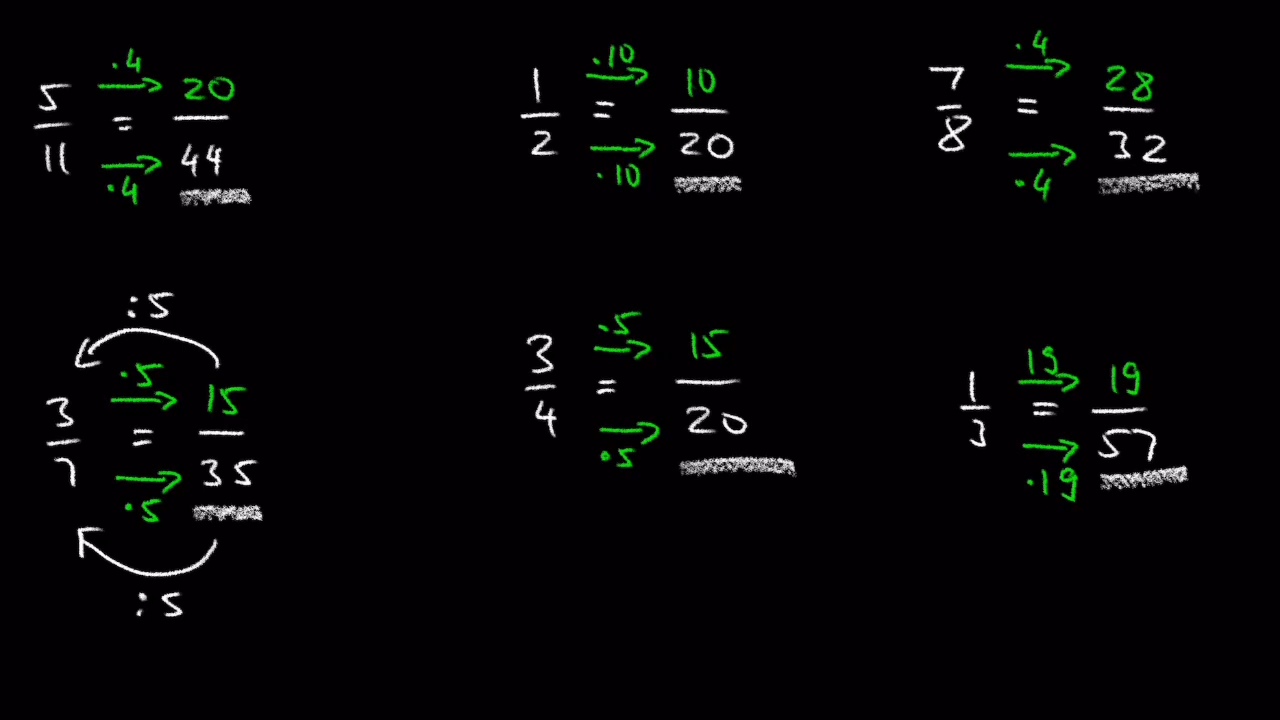 ·4 ·10 ·4
5/11 = 20/44 1/2 = 10/20 7/8 = 28/32
·4 ·10 ·4
:5
·5 ·5 19
3/7 = 15/35 3/4 = 15/20 1/3 = 19/57
·5 ·5 ·19
:5